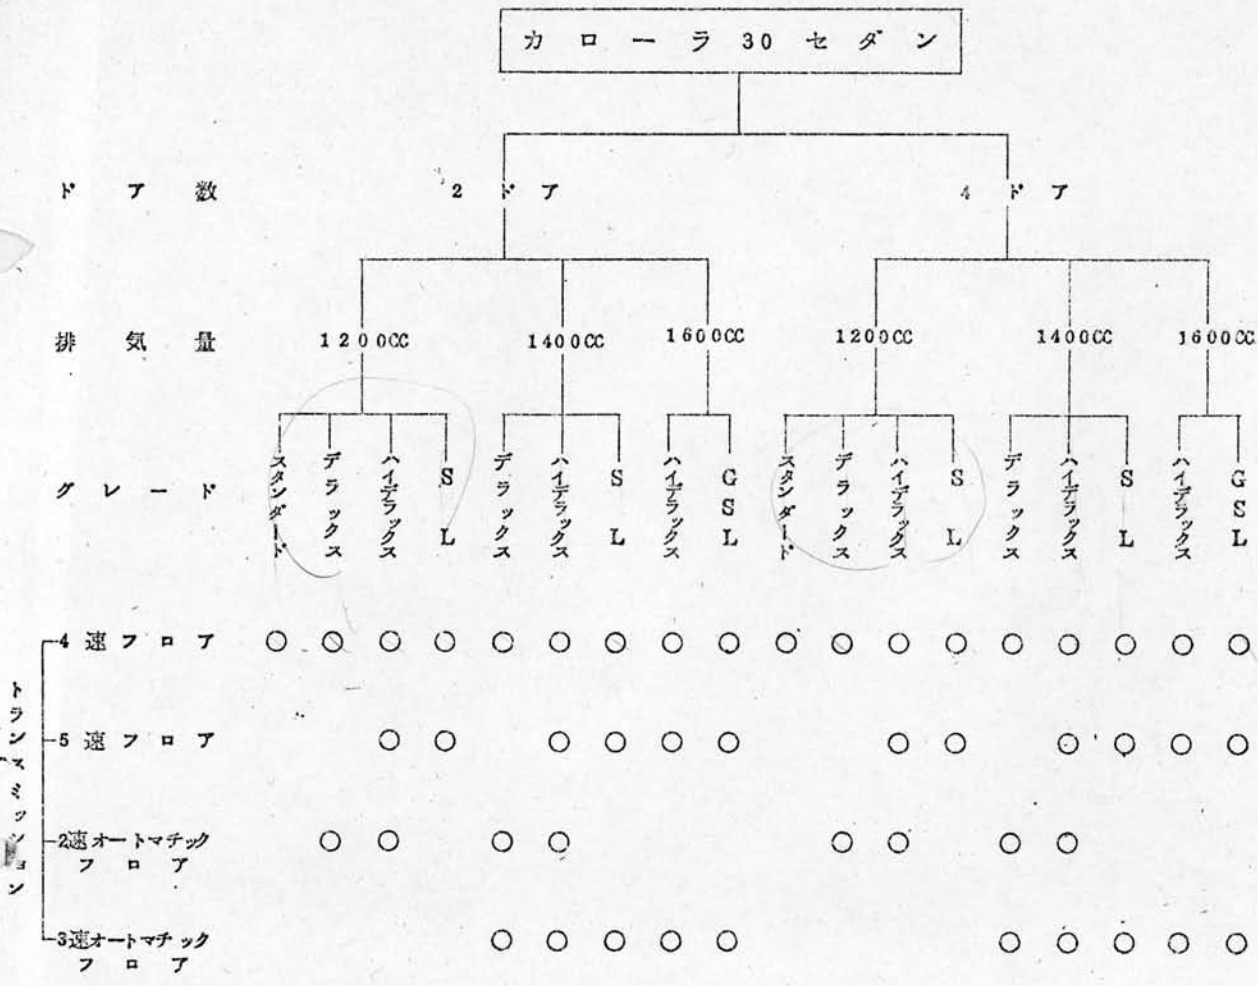 カローラ30セダン
ドア数 2ドア 4ドア
排気量 1200CC 1400CC 1600CC 1200CC 1400CC 1600CC
グレード スタンダード デラックス ハイデラックス SL デラックス ハイデラックス SL ハイデラックス GSL スタンダード デラックス ハイデラックス SL デラックス ハイデラックス SL ハイデラックス GSL
トランスミッション
4速フロア ○ ○ ○ ○ ○ ○ ○ ○ ○ ○ ○ ○ ○ ○ ○ ○ ○ ○
5速フロア ○ ○ ○ ○ ○ ○ ○ ○ ○ ○ ○ ○
2速オートマチック ○ ○ ○ ○ ○ ○ ○ ○
フロア
3速オートマチック ○ ○ ○ ○ ○ ○ ○ ○ ○ ○
フロア